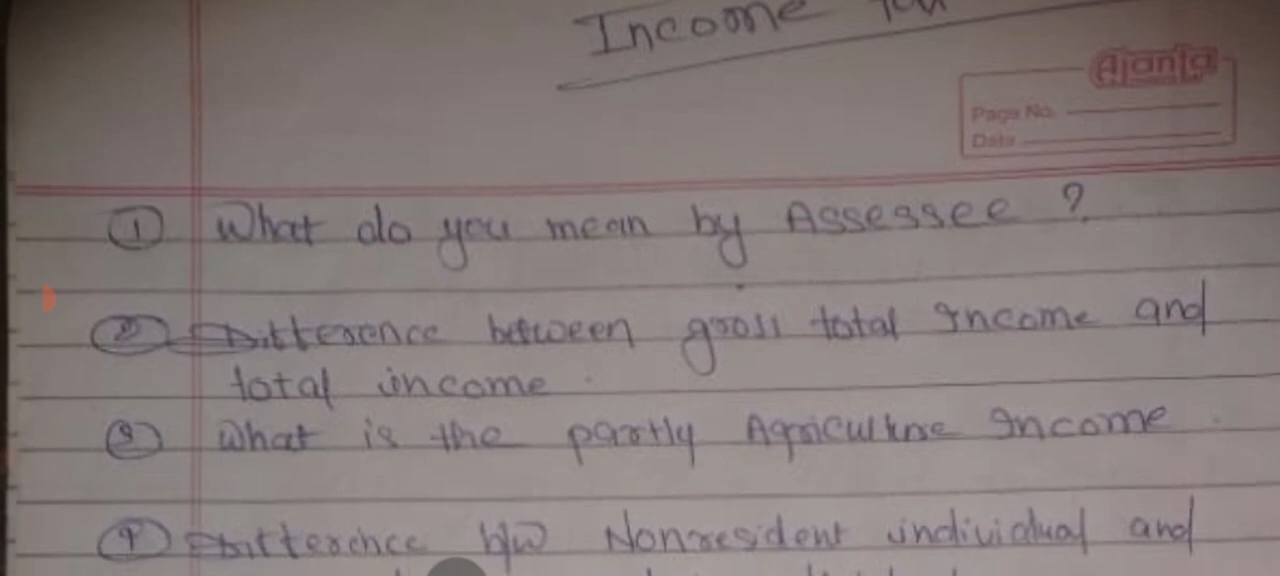 Income Tax
Ajanta
Page No.
Date
① What do you mean by Assessee ?
② Difference between gross total Income and
total income .
③ What is the partly Agriculture Income .
④ Difference b/w Nonresident individual and